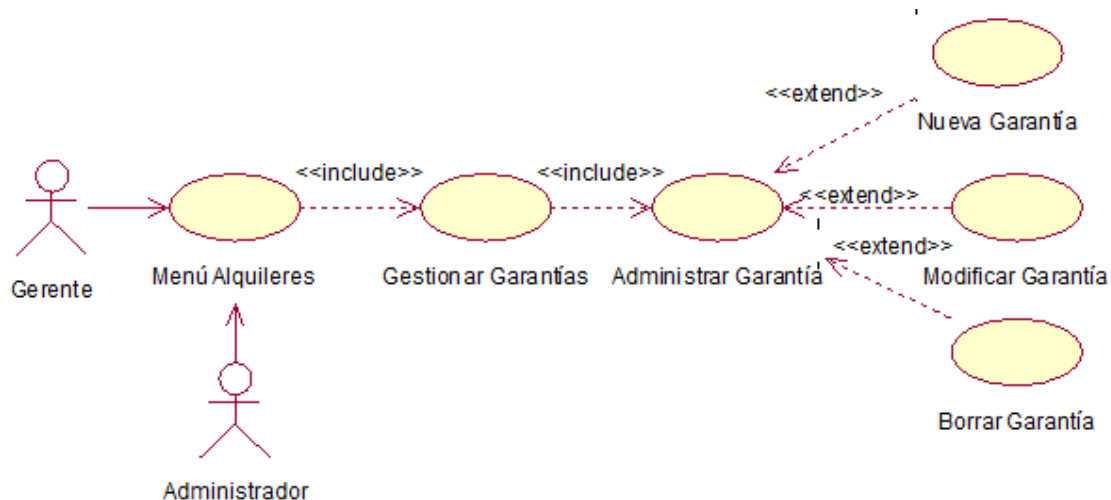 <<extend>>
Nueva Garantía
<<include>>
<<include>>
<<extend>>
<<extend>>
Gerente
Menú Alquileres
Gestionar Garantías
Administrar Garantía
Modificar Garantía
Borrar Garantía
Administrador